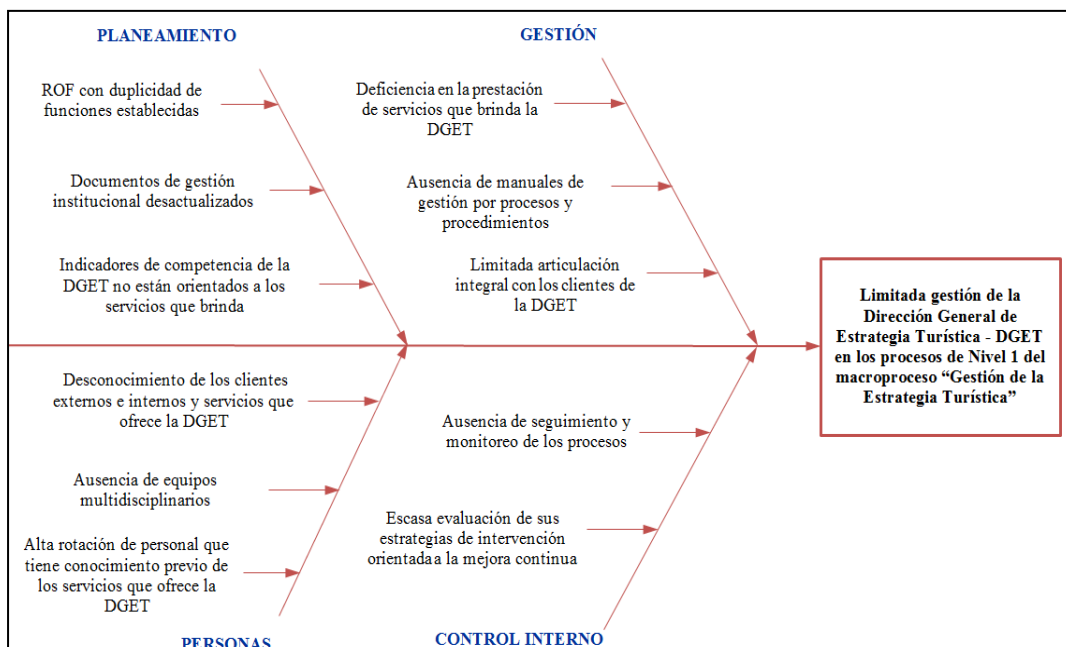 PLANEAMIENTO
ROF con duplicidad de
funciones establecidas
Documentos de gestión
institucional desactualizados
Indicadores de competencia de la
DGET no están orientados a los
servicios que brinda
GESTIÓN
Deficiencia en la prestación
de servicios que brinda la
DGET
Ausencia de manuales de
gestión por procesos y
procedimientos
Limitada articulación
integral con los clientes de
la DGET
Desconocimiento de los clientes
externos e internos y servicios que
ofrece la DGET
Ausencia de equipos
multidisciplinarios
Alta rotación de personal que
tiene conocimiento previo de
los servicios que ofrece la
DGET
PERSONAS
Ausencia de seguimiento y
monitoreo de los procesos
Escasa evaluación de sus
estrategias de intervención
orientada a la mejora continua
CONTROL INTERNO
Limitada gestión de la
Dirección General de
Estrategia Turística - DGET
en los procesos de Nivel 1 del
macroproceso “Gestión de la
Estrategia Turística”